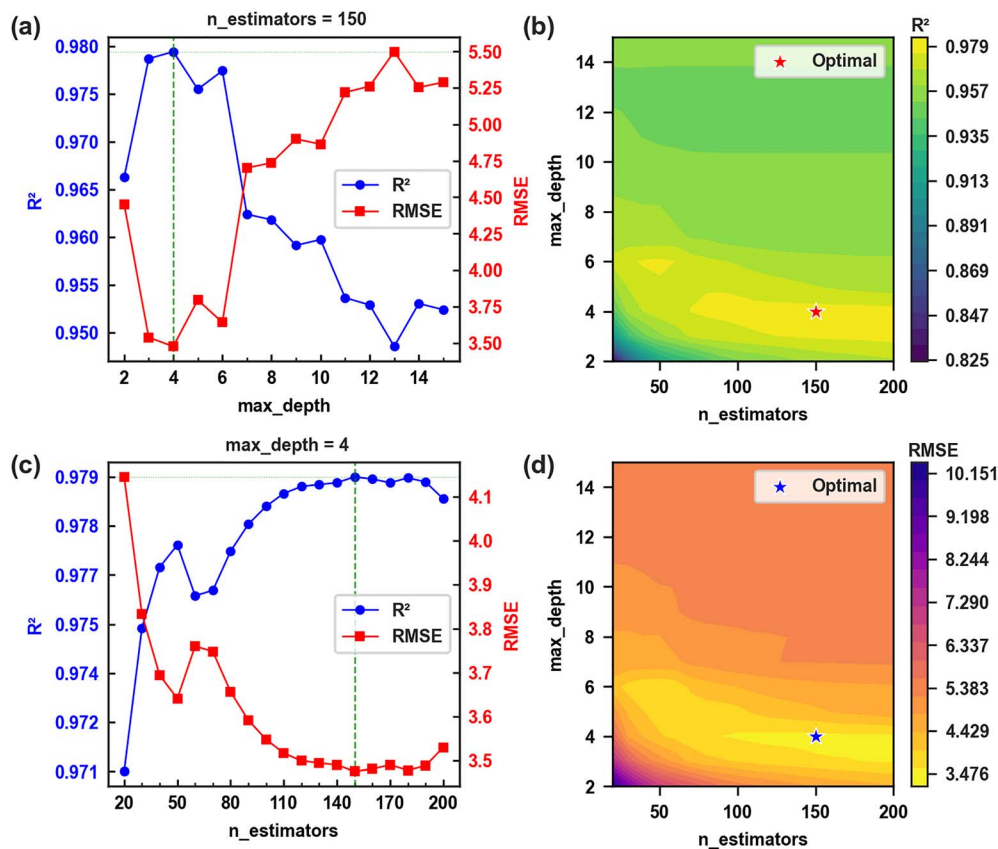 (a)
n_estimators = 150
R²
0.980
0.975
0.970
0.965
0.960
0.955
0.950
2 4 6 8 10 12 14
max_depth
5.50
5.25
5.00
4.75
4.50
4.25
4.00
3.75
3.50
RMSE
R²
RMSE
(b)
max_depth
14
12
10
8
6
4
2
50 100 150 200
n_estimators
Optimal
R²
0.979
0.957
0.935
0.913
0.891
0.869
0.847
0.825
(c)
max_depth = 4
R²
0.979
0.978
0.977
0.975
0.974
0.972
0.971
20 50 80 110 140 170 200
n_estimators
4.1
4.0
3.9
3.8
3.7
3.6
3.5
RMSE
R²
RMSE
(d)
max_depth
14
12
10
8
6
4
2
50 100 150 200
n_estimators
Optimal
RMSE
10.151
9.198
8.244
7.290
6.337
5.383
4.429
3.476